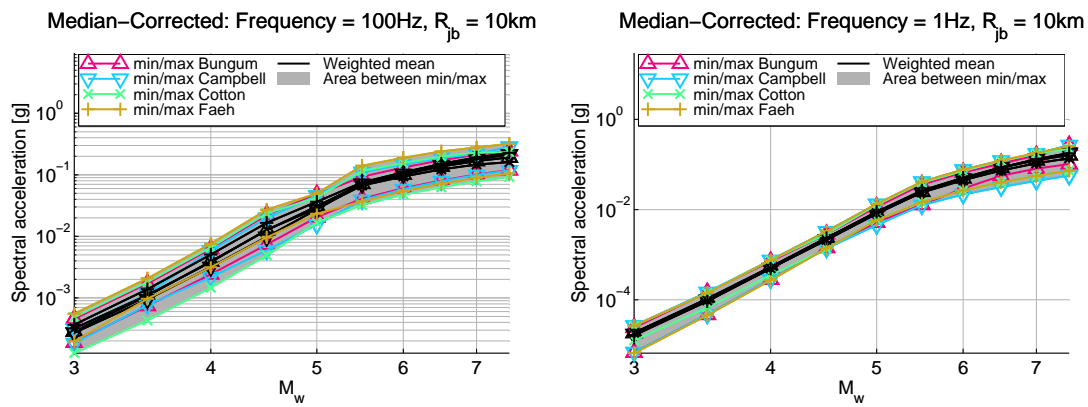 Median−Corrected: Frequency = 100Hz, R_jb = 10km
min/max Bungum
min/max Campbell
min/max Cotton
min/max Faeh
Weighted mean
Area between min/max
Spectral acceleration [g]
10^0
10^−1
10^−2
10^−3
3 4 5 6 7
M_w
Median−Corrected: Frequency = 1Hz, R_jb = 10km
min/max Bungum
min/max Campbell
min/max Cotton
min/max Faeh
Weighted mean
Area between min/max
Spectral acceleration [g]
10^0
10^−2
10^−4
3 4 5 6 7
M_w